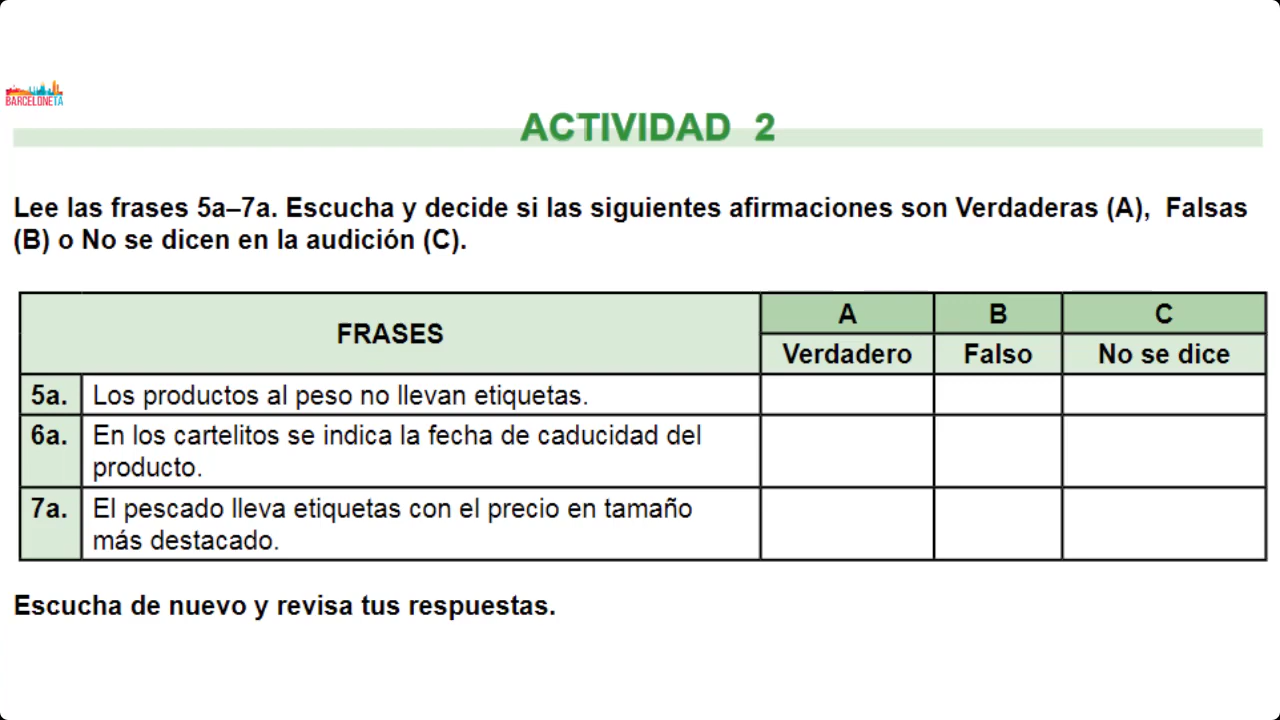 BARCELONETA
ACTIVIDAD 2
Lee las frases 5a–7a. Escucha y decide si las siguientes afirmaciones son Verdaderas (A), Falsas
(B) o No se dicen en la audición (C).
FRASES
A
B
C
Verdadero
Falso
No se dice
5a. Los productos al peso no llevan etiquetas.
6a. En los cartelitos se indica la fecha de caducidad del
producto.
7a. El pescado lleva etiquetas con el precio en tamaño
más destacado.
Escucha de nuevo y revisa tus respuestas.